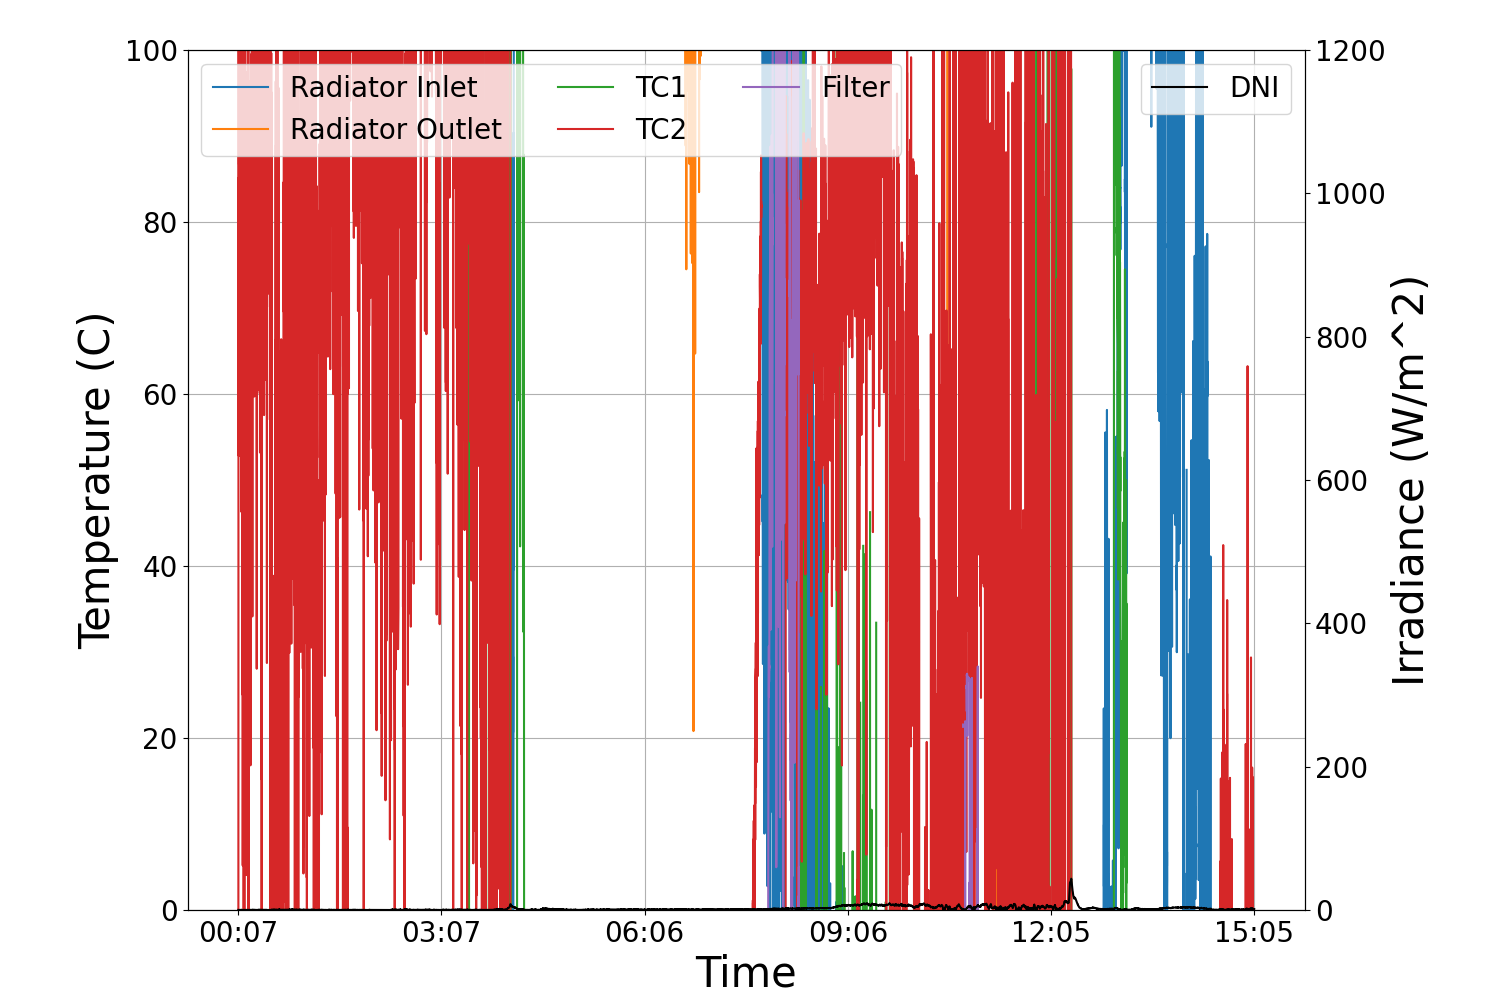 100
80
60
40
20
0
Temperature (C)
Radiator Inlet
Radiator Outlet
TC1
TC2
Filter
DNI
1200
1000
800
600
400
200
0
Irradiance (W/m^2)
00:07
03:07
06:06
09:06
12:05
15:05
Time